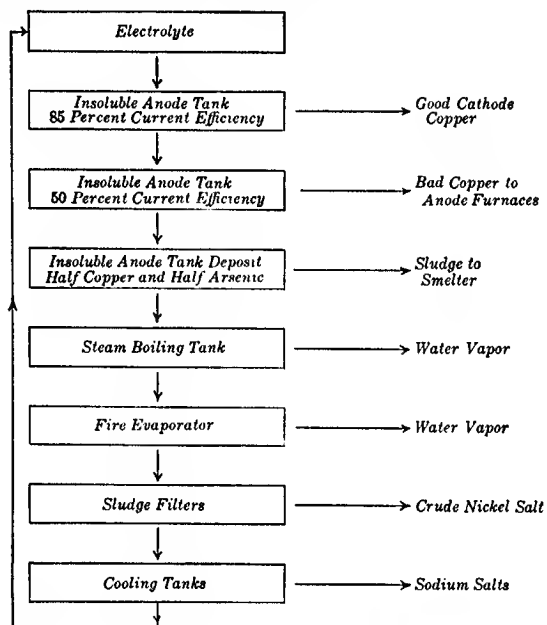 Electrolyte
Insoluble Anode Tank
85 Percent Current Efficiency
Good Cathode
Copper
Insoluble Anode Tank
50 Percent Current Efficiency
Bad Copper to
Anode Furnaces
Insoluble Anode Tank Deposit
Half Copper and Half Arsenic
Sludge to
Smelter
Steam Boiling Tank
Water Vapor
Fire Evaporator
Water Vapor
Sludge Filters
Crude Nickel Salt
Cooling Tanks
Sodium Salts